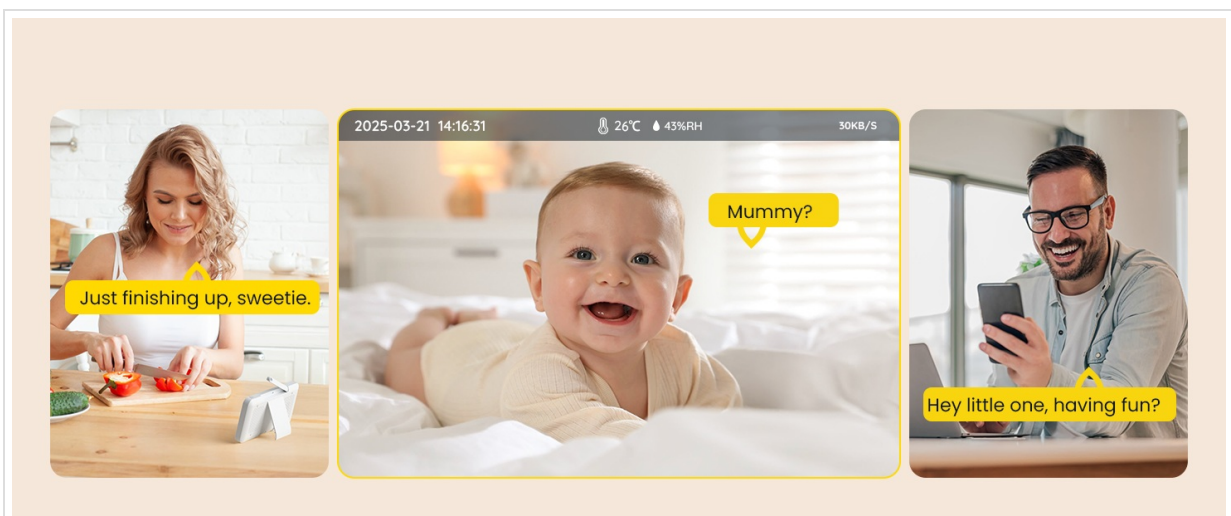 Just finishing up, sweetie.
2025-03-21 14:16:31
26℃
43%RH
30KB/S
Mummy?
Hey little one, having fun?